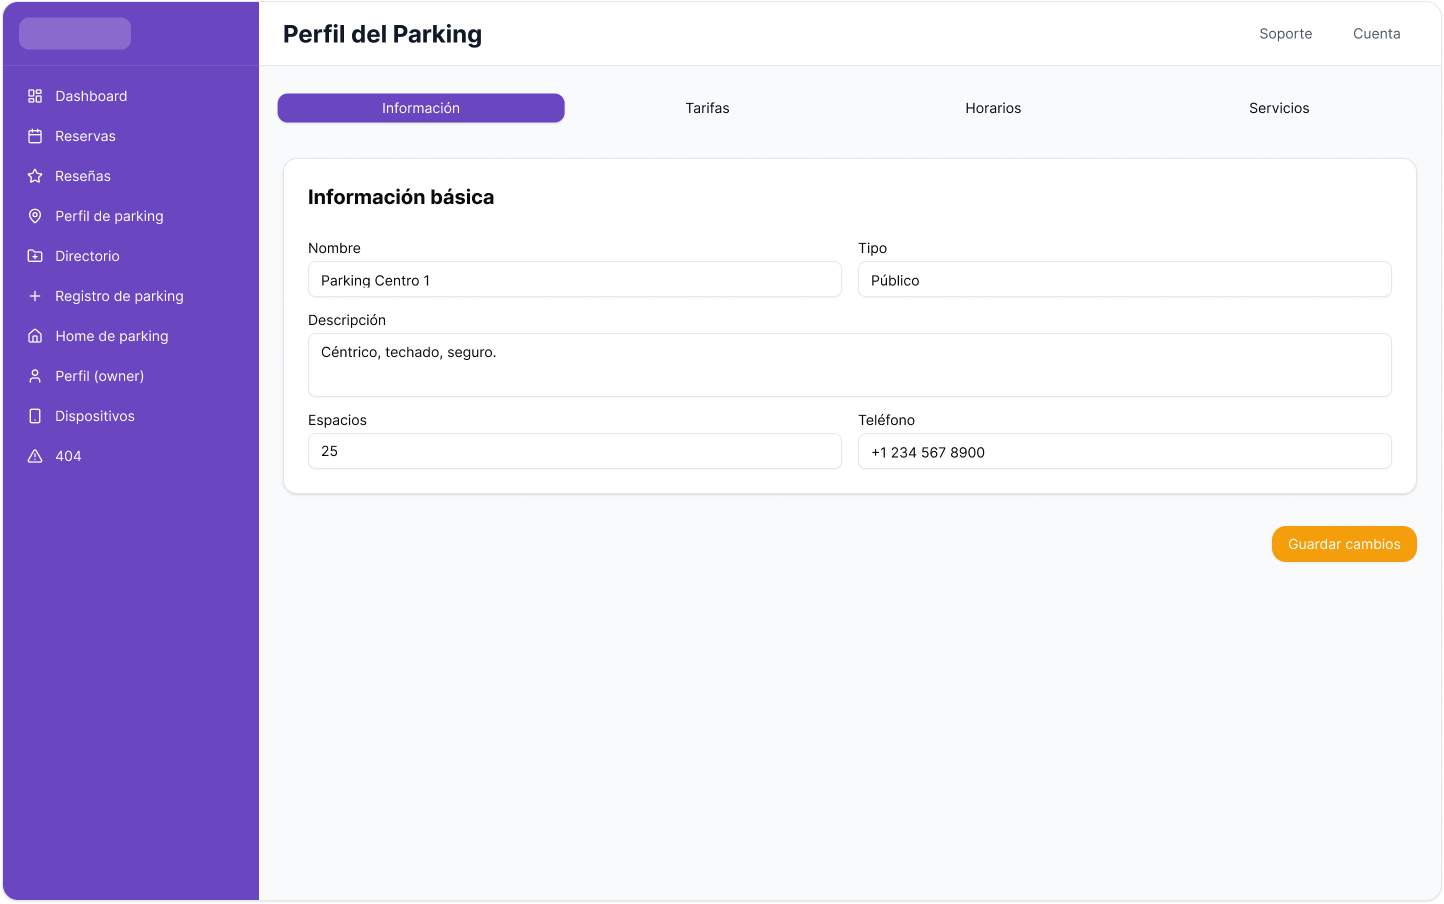 Perfil del Parking
Soporte
Cuenta
Dashboard
Reservas
Reseñas
Perfil de parking
Directorio
Registro de parking
Home de parking
Perfil (owner)
Dispositivos
404
Información
Tarifas
Horarios
Servicios
Información básica
Nombre
Parking Centro 1
Tipo
Público
Descripción
Céntrico, techado, seguro.
Espacios
25
Teléfono
+1 234 567 8900
Guardar cambios